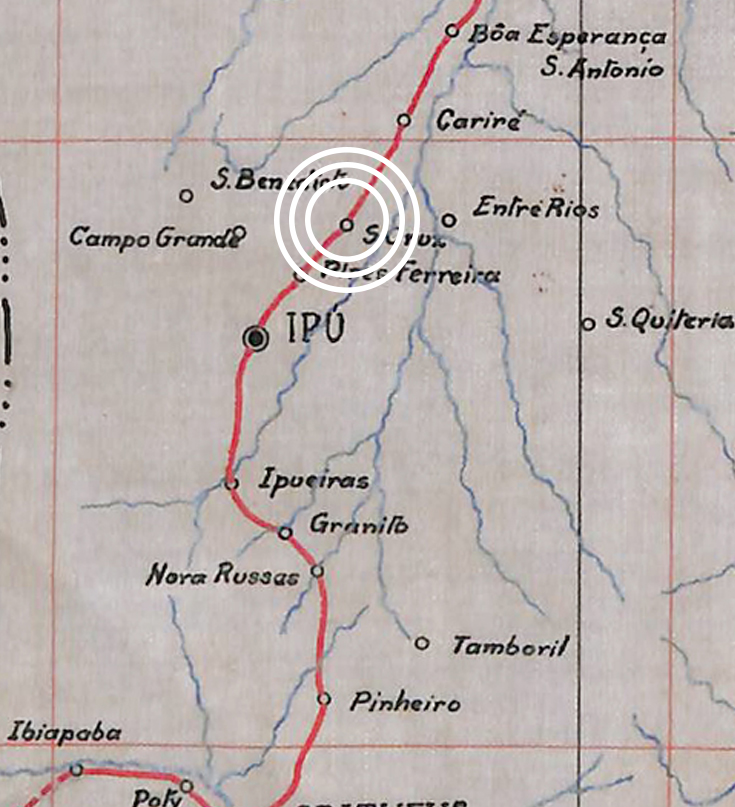 Bôa Esperança
S. Antonio
Cariré
S. Benedicto
Entre Rios
Campo Grande
S. Cruz
Pires Ferreira
IPÚ
S. Quiteria
Ipueiras
Granito
Nova Russas
Tamboril
Pinheiro
Ibiapaba
Poty